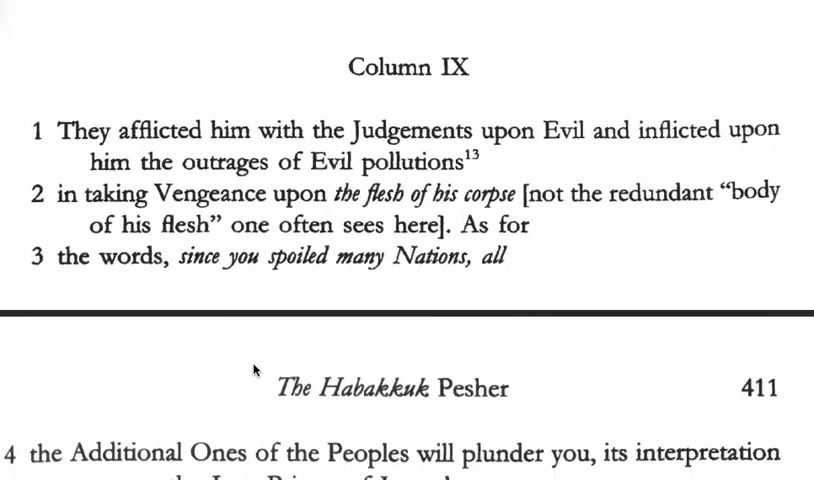 Column IX
1 They afflicted him with the Judgements upon Evil and inflicted upon
him the outrages of Evil pollutions¹³
2 in taking Vengeance upon the flesh of his corpse [not the redundant “body
of his flesh” one often sees here]. As for
3 the words, since you spoiled many Nations, all
The Habakkuk Pesher 411
4 the Additional Ones of the Peoples will plunder you, its interpretation